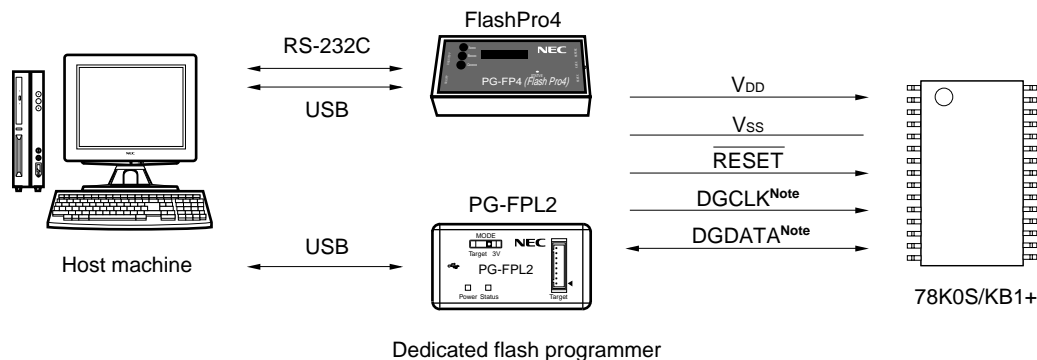 FlashPro4
RS-232C
USB
NEC
PG-FP4 (Flash Pro4)
VDD
VSS
RESET
DGCLKNote
DGDATANote
NEC
Host machine
PG-FPL2
USB
MODE
Target 3V
NEC
PG-FPL2
Power Status
Target
78K0S/KB1+
Dedicated flash programmer